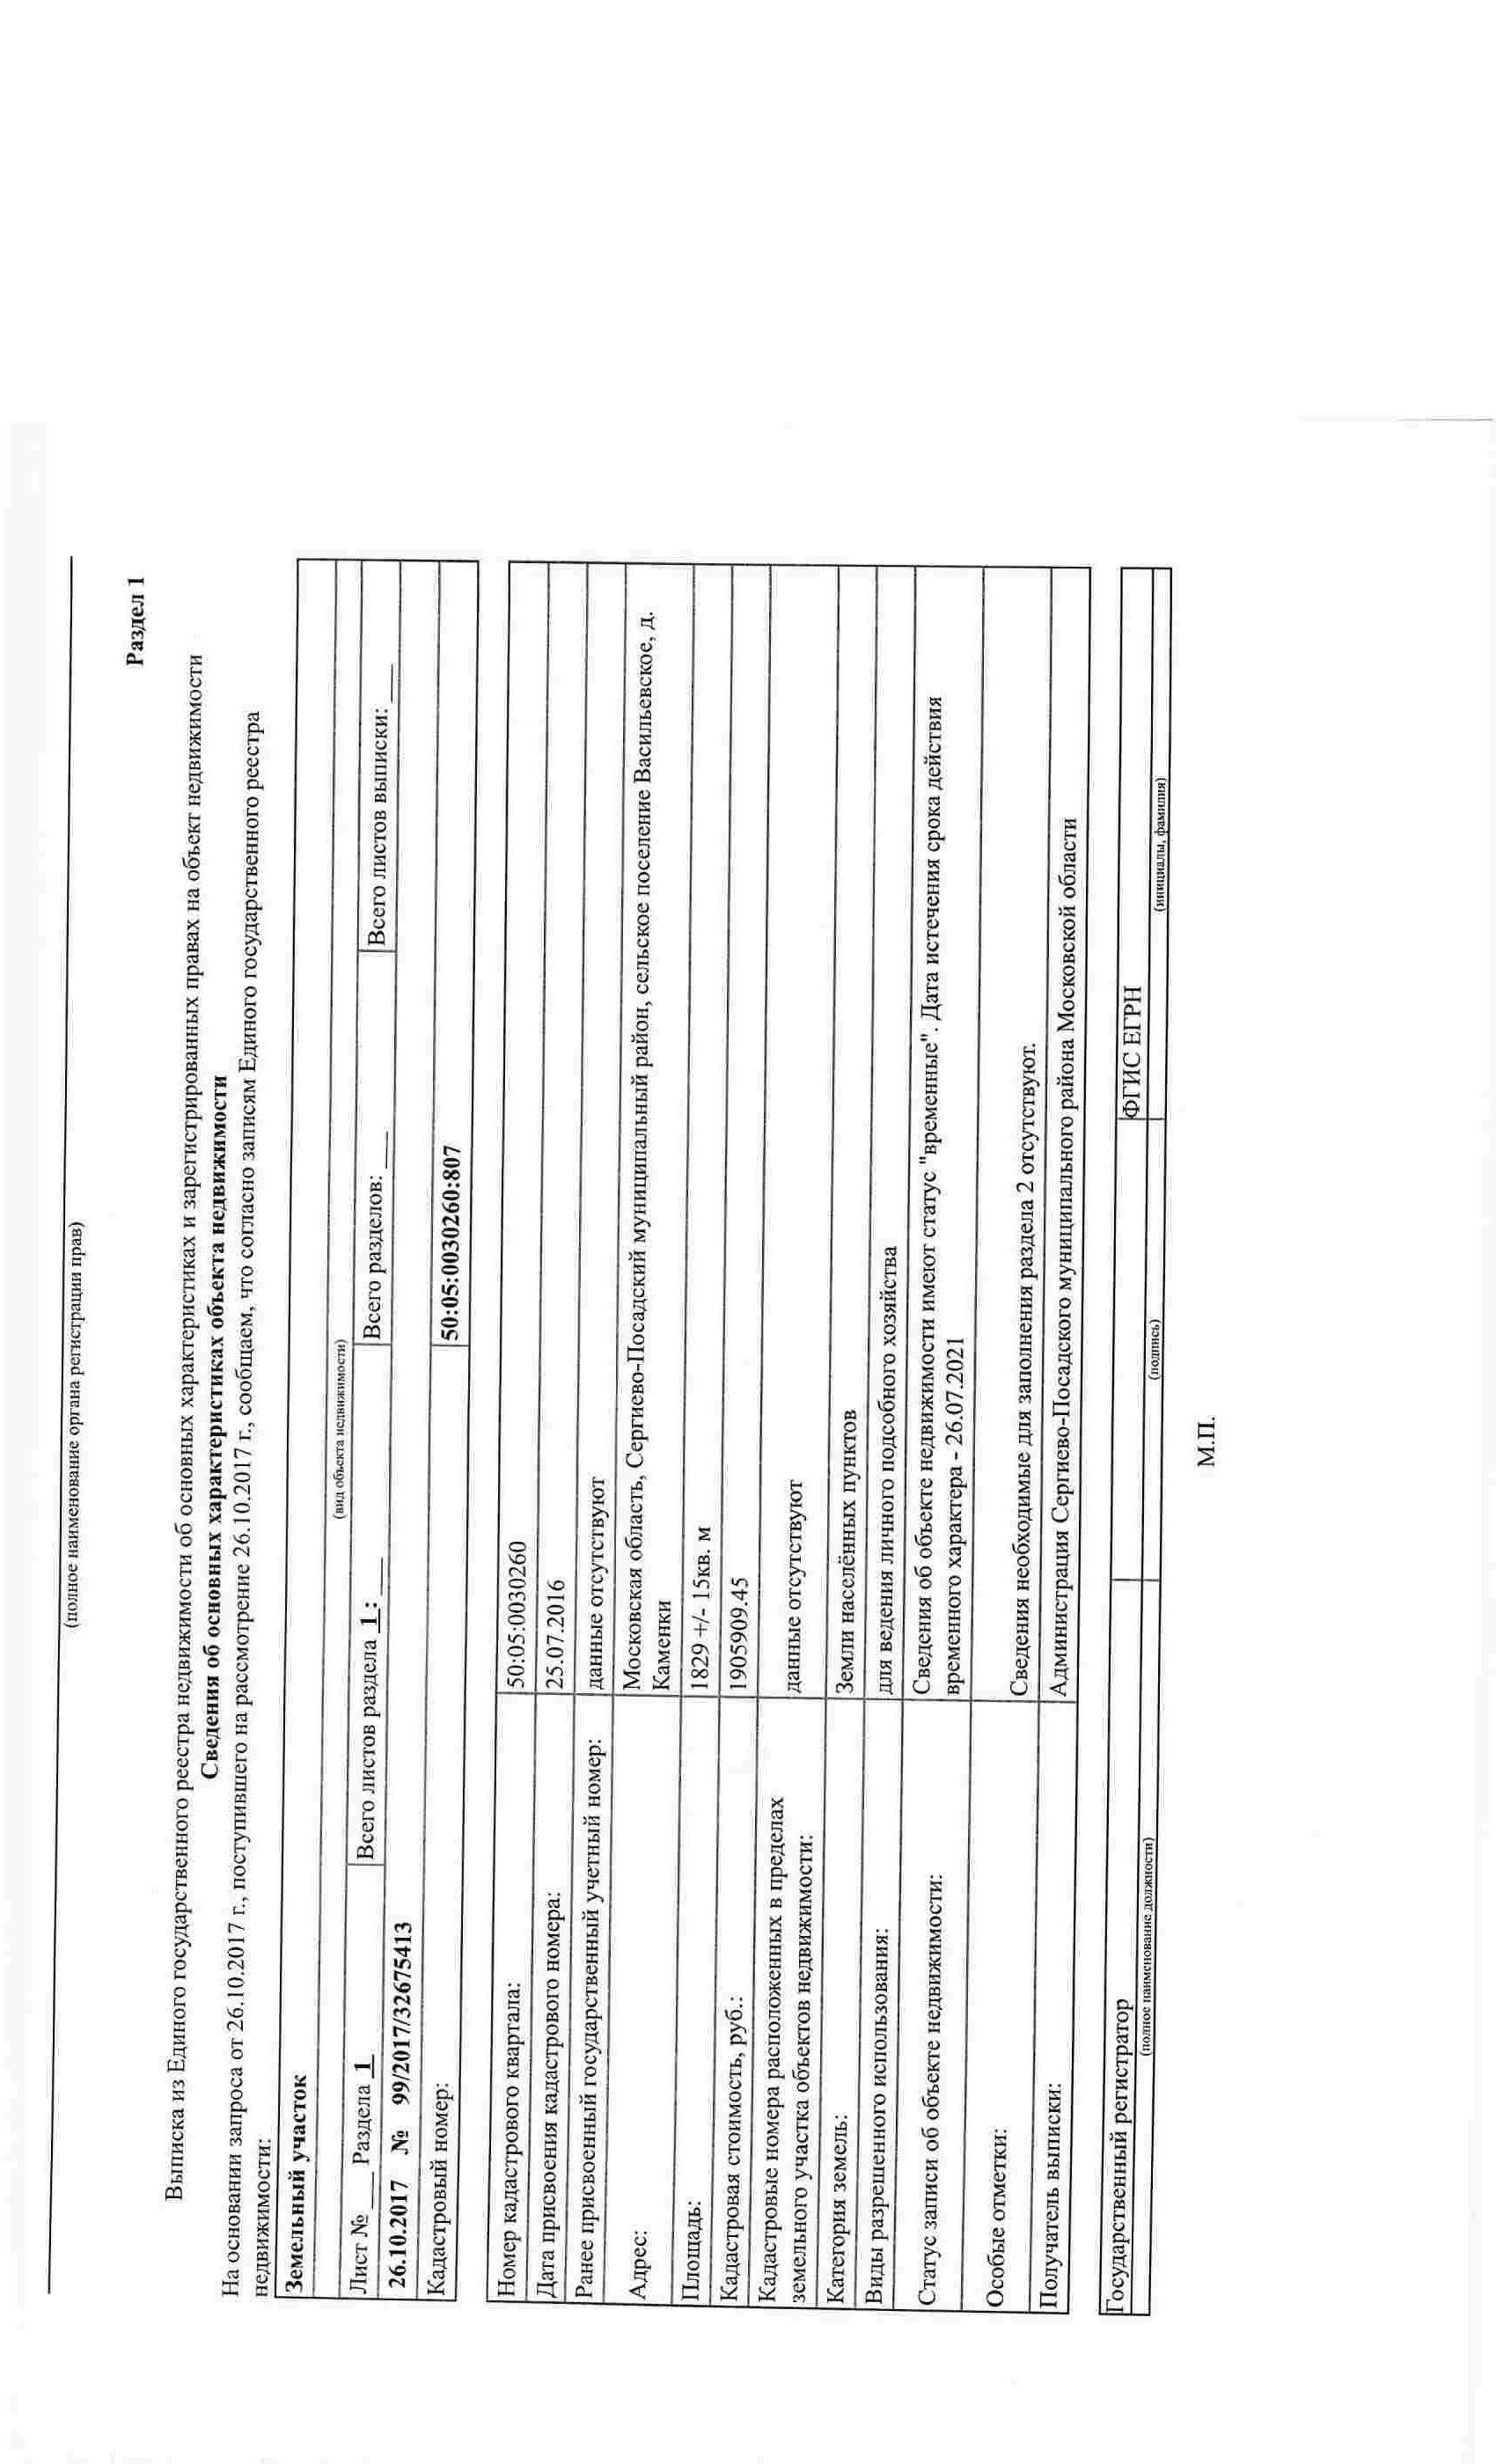 (полное наименование органа регистрации прав)
Раздел 1
Выписка из Единого государственного реестра недвижимости об основных характеристиках и зарегистрированных правах на объект недвижимости
Сведения об основных характеристиках объекта недвижимости
На основании запроса от 26.10.2017 г., поступившего на рассмотрение 26.10.2017 г., сообщаем, что согласно записям Единого государственного реестра
недвижимости:
Земельный участок
(вид объекта недвижимости)
Лист № ___ Раздела 1 Всего листов раздела 1 : ___ Всего разделов: ___ Всего листов выписки: ___
26.10.2017 № 99/2017/32675413
Кадастровый номер: 50:05:0030260:807
Номер кадастрового квартала: 50:05:0030260
Дата присвоения кадастрового номера: 25.07.2016
Ранее присвоенный государственный учетный номер: данные отсутствуют
Адрес: Московская область, Сергиево-Посадский муниципальный район, сельское поселение Васильевское, д.
Каменки
Площадь: 1829 +/- 15кв. м
Кадастровая стоимость, руб.: 1905909.45
Кадастровые номера расположенных в пределах
земельного участка объектов недвижимости: данные отсутствуют
Категория земель: Земли населённых пунктов
Виды разрешенного использования: для ведения личного подсобного хозяйства
Статус записи об объекте недвижимости: Сведения об объекте недвижимости имеют статус "временные". Дата истечения срока действия
временного характера - 26.07.2021
Особые отметки: Сведения необходимые для заполнения раздела 2 отсутствуют.
Получатель выписки: Администрация Сергиево-Посадского муниципального района Московской области
Государственный регистратор ФГИС ЕГРН
(полное наименование должности) (подпись) (инициалы, фамилия)
М.П.